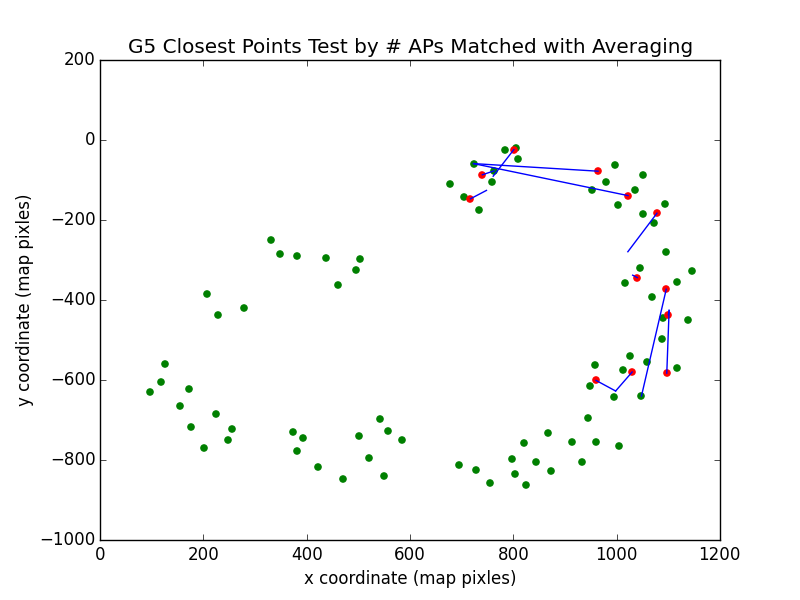 G5 Closest Points Test by # APs Matched with Averaging
200
0
−200
−400
−600
−800
−1000
y coordinate (map pixles)
0 200 400 600 800 1000 1200
x coordinate (map pixles)